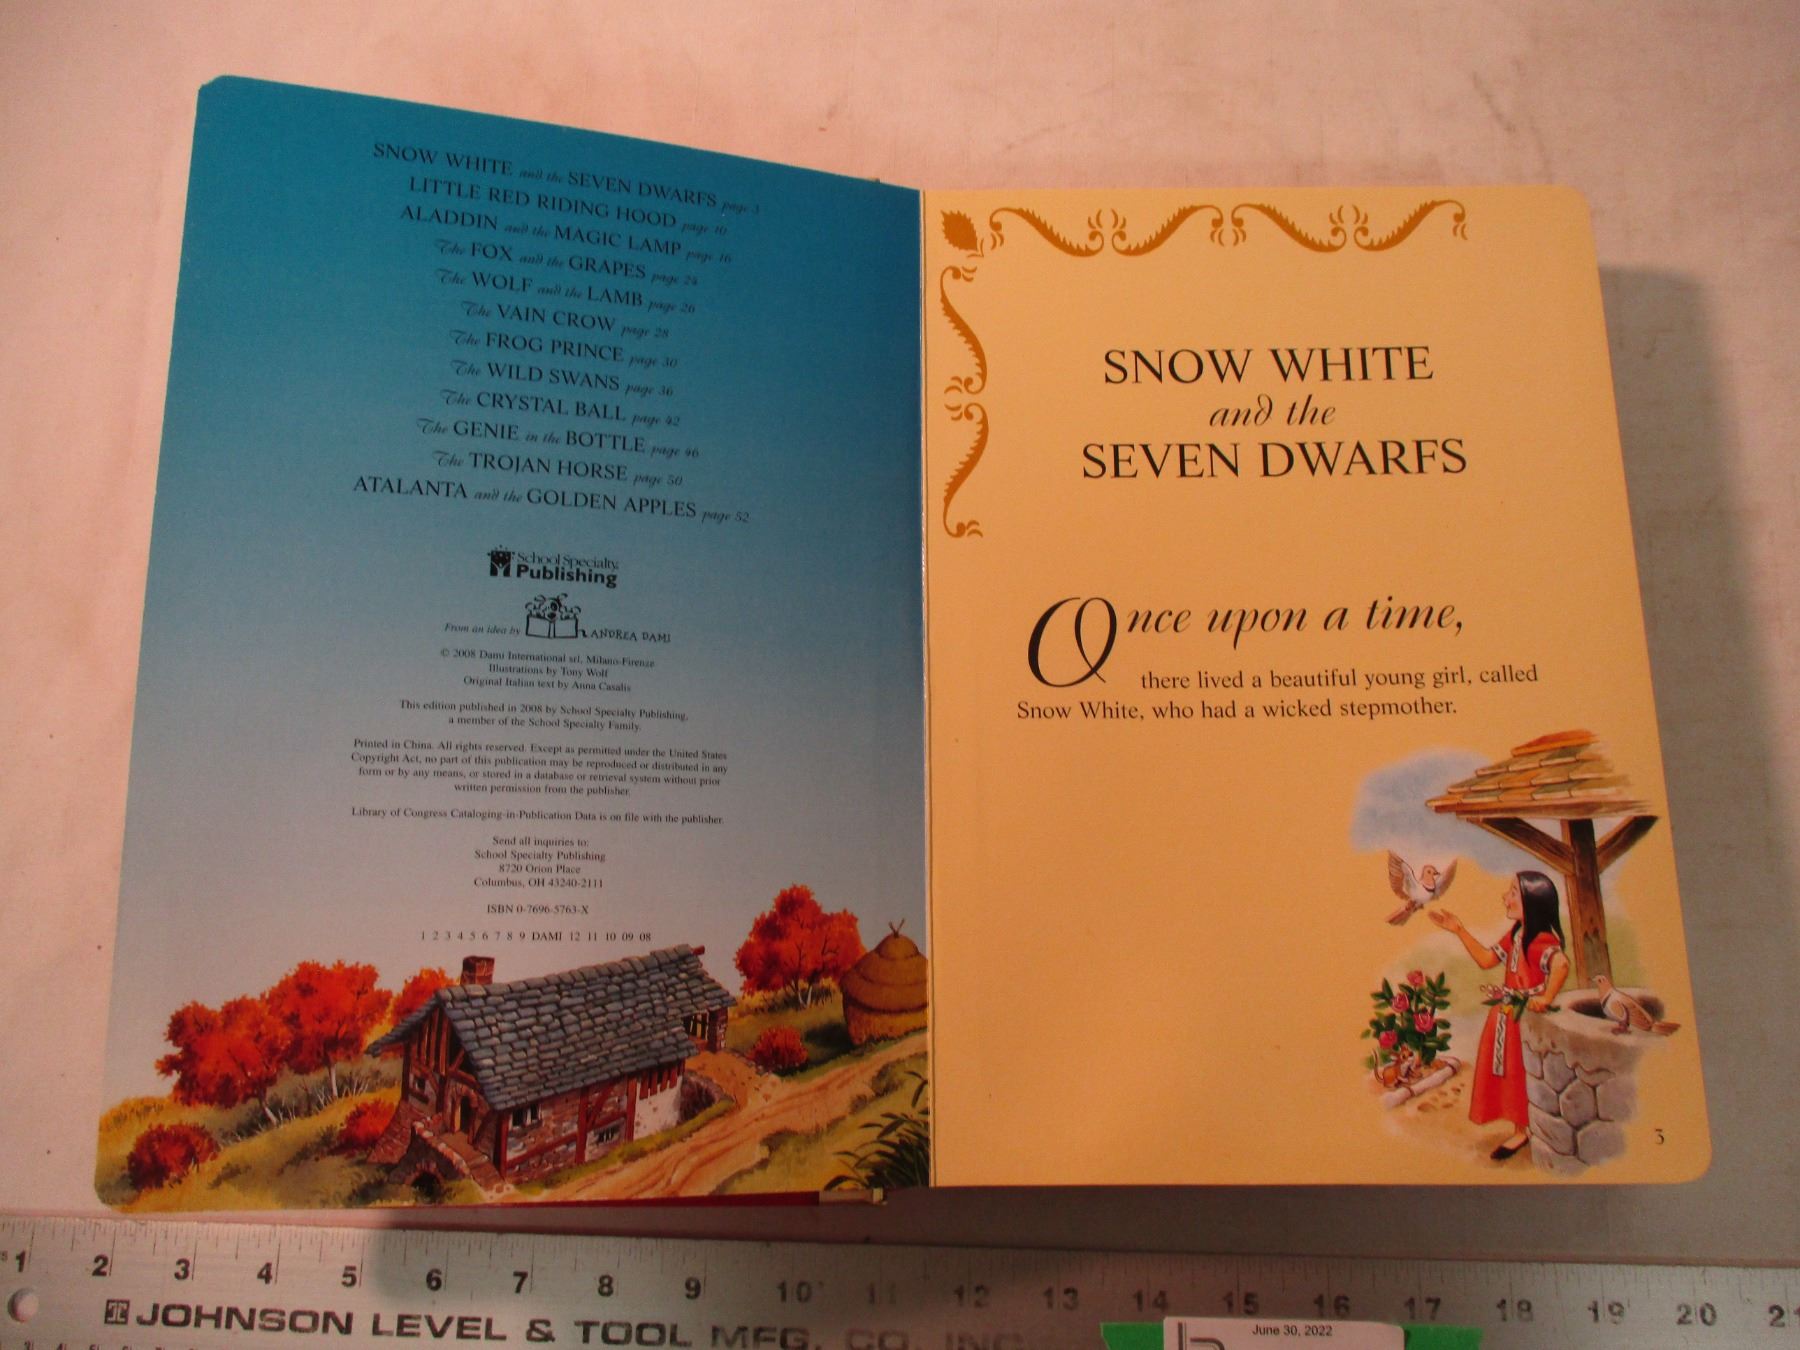 SNOW WHITE and the SEVEN DWARFS page 3
LITTLE RED RIDING HOOD page 10
ALADDIN and the MAGIC LAMP page 16
The FOX and the GRAPES page 24
The WOLF and the LAMB page 26
The VAIN CROW page 28
The FROG PRINCE page 30
The WILD SWANS page 36
The CRYSTAL BALL page 42
The GENIE in the BOTTLE page 46
The TROJAN HORSE page 50
ATALANTA and the GOLDEN APPLES page 52
School Specialty
Publishing
From an idea by ANDREA DAMI
© 2008 Dami International srl, Milano-Firenze
Illustrations by Tony Wolf
Original Italian text by Anna Casalis
This edition published in 2008 by School Specialty Publishing,
a member of the School Specialty Family.
Printed in China. All rights reserved. Except as permitted under the United States
Copyright Act, no part of this publication may be reproduced or distributed in any
form or by any means, or stored in a database or retrieval system without prior
written permission from the publisher.
Library of Congress Cataloging-in-Publication Data is on file with the publisher.
Send all inquiries to:
School Specialty Publishing
8720 Orion Place
Columbus, OH 43240-2111
ISBN 0-7696-5763-X
1 2 3 4 5 6 7 8 9 DAMI 12 11 10 09 08
SNOW WHITE
and the
SEVEN DWARFS
Once upon a time,
there lived a beautiful young girl, called
Snow White, who had a wicked stepmother.
3
1 2 3 4 5 6 7 8 9 10 11 12 13 14 15 16 17 18 19 20 21
JOHNSON LEVEL & TOOL MFG. CO. INC.
June 30, 2022